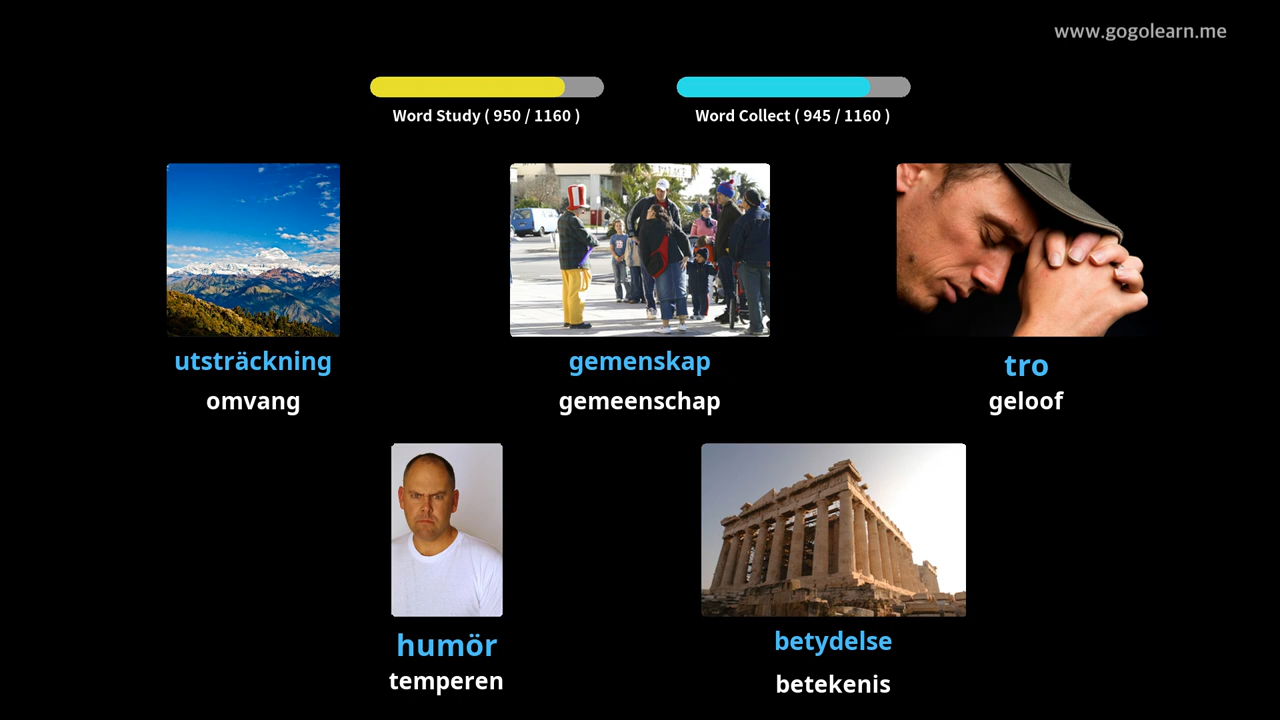 www.gogolearn.me
Word Study ( 950 / 1160 )
Word Collect ( 945 / 1160 )
utsträckning
omvang
gemenskap
gemeenschap
tro
geloof
humör
temperen
betydelse
betekenis